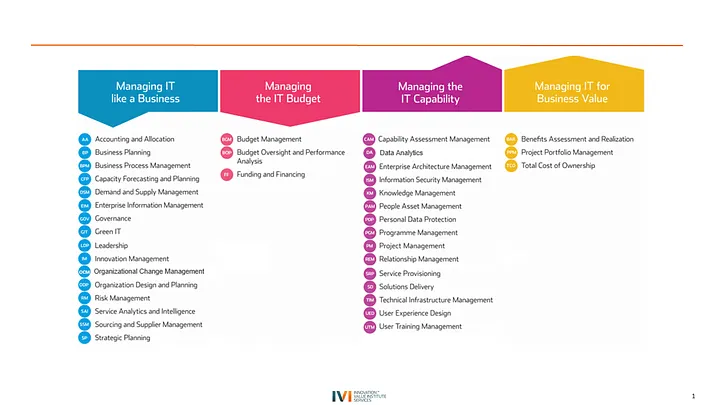 Managing IT
like a Business
AA Accounting and Allocation
BP Business Planning
BPM Business Process Management
CFP Capacity Forecasting and Planning
DSM Demand and Supply Management
EIM Enterprise Information Management
GOV Governance
GIT Green IT
LDP Leadership
IM Innovation Management
OCM Organizational Change Management
ODP Organization Design and Planning
RM Risk Management
SAI Service Analytics and Intelligence
SSM Sourcing and Supplier Management
SP Strategic Planning
Managing
the IT Budget
BGM Budget Management
BOP Budget Oversight and Performance
Analysis
FF Funding and Financing
Managing the
IT Capability
CAM Capability Assessment Management
DA Data Analytics
EAM Enterprise Architecture Management
ISM Information Security Management
KM Knowledge Management
PAM People Asset Management
PDP Personal Data Protection
PGM Programme Management
PM Project Management
REM Relationship Management
SRP Service Provisioning
SD Solutions Delivery
TIM Technical Infrastructure Management
UED User Experience Design
UTM User Training Management
Managing IT for
Business Value
BAR Benefits Assessment and Realization
PPM Project Portfolio Management
TCO Total Cost of Ownership
IVI INNOVATION
VALUE INSTITUTE
SERVICES
1